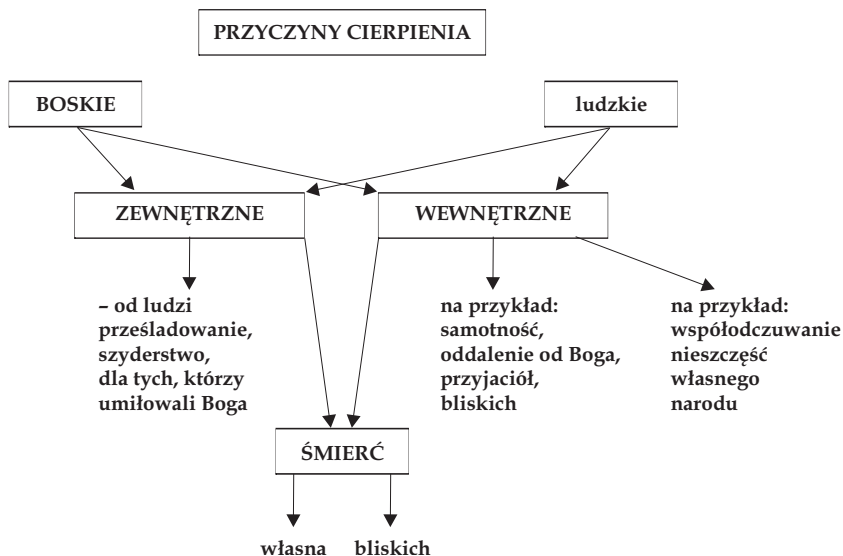 PRZYCZYNY CIERPIENIA
BOSKIE
ludzkie
ZEWNĘTRZNE
WEWNĘTRZNE
– od ludzi
prześladowanie,
szyderstwo,
dla tych, którzy
umiłowali Boga
na przykład:
samotność,
oddalenie od Boga,
przyjaciół,
bliskich
na przykład:
współodczuwanie
nieszczęść
własnego
narodu
ŚMIERĆ
własna
bliskich